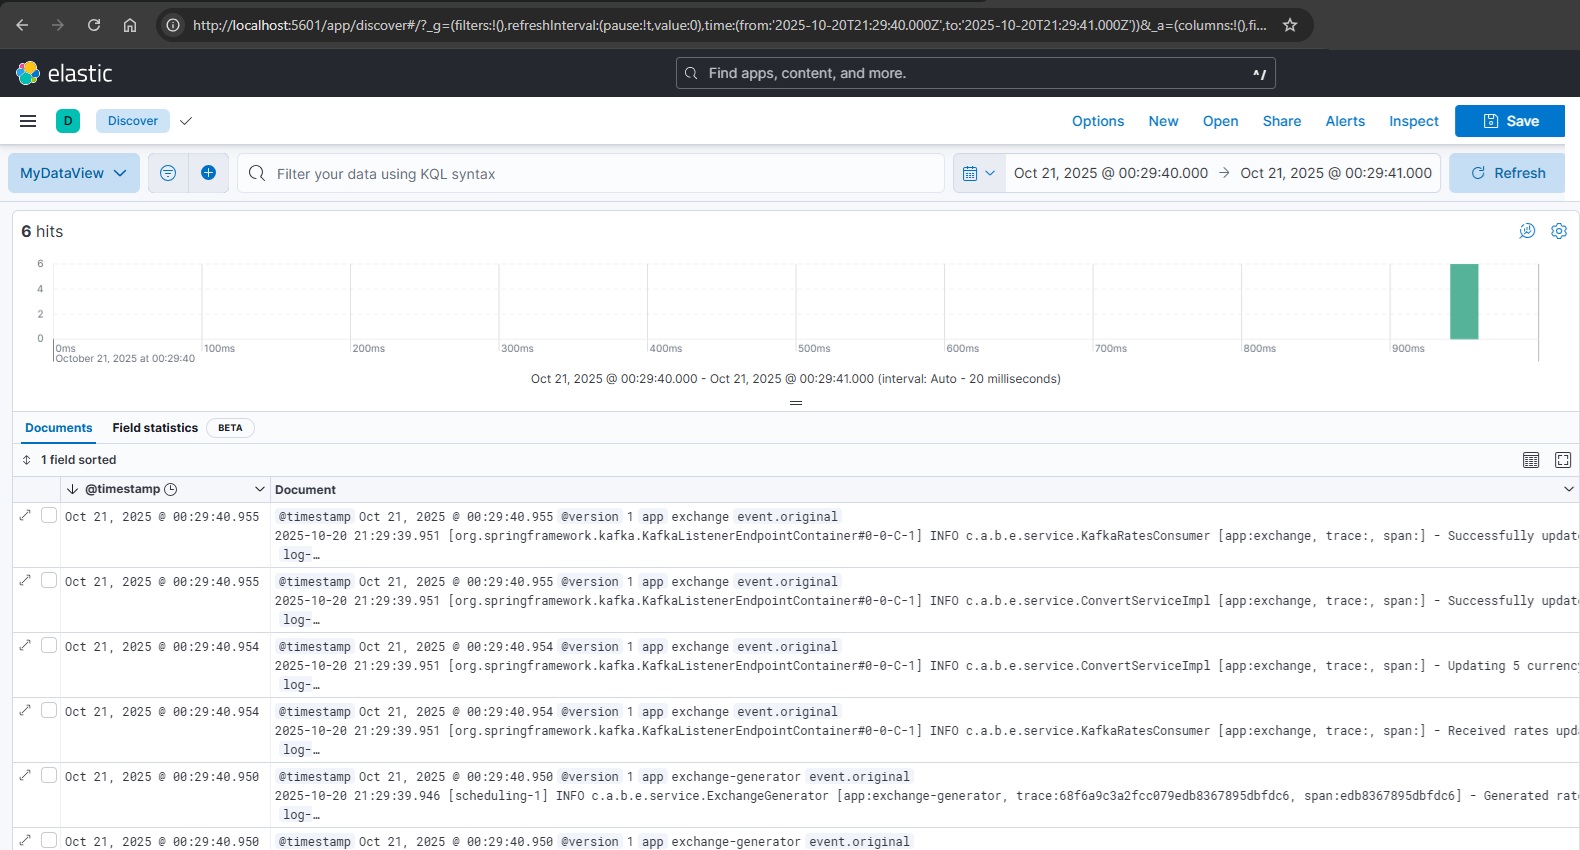 http://localhost:5601/app/discover#/?_g=(filters:!(),refreshInterval:(pause:!t,value:0),time:(from:'2025-10-20T21:29:40.000Z',to:'2025-10-20T21:29:41.000Z'))&_a=(columns:!(),fi...
elastic
Find apps, content, and more.
^/
D
Discover
Options
New
Open
Share
Alerts
Inspect
Save
MyDataView
Filter your data using KQL syntax
Oct 21, 2025 @ 00:29:40.000 → Oct 21, 2025 @ 00:29:41.000
Refresh
6 hits
6
4
2
0
0ms 100ms 200ms 300ms 400ms 500ms 600ms 700ms 800ms 900ms
October 21, 2025 at 00:29:40
Oct 21, 2025 @ 00:29:40.000 - Oct 21, 2025 @ 00:29:41.000 (interval: Auto - 20 milliseconds)
Documents Field statistics BETA
1 field sorted
@timestamp Document
Oct 21, 2025 @ 00:29:40.955 @timestamp Oct 21, 2025 @ 00:29:40.955 @version 1 app exchange event.original
2025-10-20 21:29:39.951 [org.springframework.kafka.KafkaListenerEndpointContainer#0-0-C-1] INFO c.a.b.e.service.KafkaRatesConsumer [app:exchange, trace:, span:] - Successfully updat
log-…
Oct 21, 2025 @ 00:29:40.955 @timestamp Oct 21, 2025 @ 00:29:40.955 @version 1 app exchange event.original
2025-10-20 21:29:39.951 [org.springframework.kafka.KafkaListenerEndpointContainer#0-0-C-1] INFO c.a.b.e.service.ConvertServiceImpl [app:exchange, trace:, span:] - Successfully updat
log-…
Oct 21, 2025 @ 00:29:40.954 @timestamp Oct 21, 2025 @ 00:29:40.954 @version 1 app exchange event.original
2025-10-20 21:29:39.951 [org.springframework.kafka.KafkaListenerEndpointContainer#0-0-C-1] INFO c.a.b.e.service.ConvertServiceImpl [app:exchange, trace:, span:] - Updating 5 currenc
log-…
Oct 21, 2025 @ 00:29:40.954 @timestamp Oct 21, 2025 @ 00:29:40.954 @version 1 app exchange event.original
2025-10-20 21:29:39.951 [org.springframework.kafka.KafkaListenerEndpointContainer#0-0-C-1] INFO c.a.b.e.service.KafkaRatesConsumer [app:exchange, trace:, span:] - Received rates upd
log-…
Oct 21, 2025 @ 00:29:40.950 @timestamp Oct 21, 2025 @ 00:29:40.950 @version 1 app exchange-generator event.original
2025-10-20 21:29:39.946 [scheduling-1] INFO c.a.b.e.service.ExchangeGenerator [app:exchange-generator, trace:68f6a9c3a2fcc079edb8367895dbfdc6, span:edb8367895dbfdc6] - Generated rat
log-…
Oct 21, 2025 @ 00:29:40.950 @timestamp Oct 21, 2025 @ 00:29:40.950 @version 1 app exchange-generator event.original